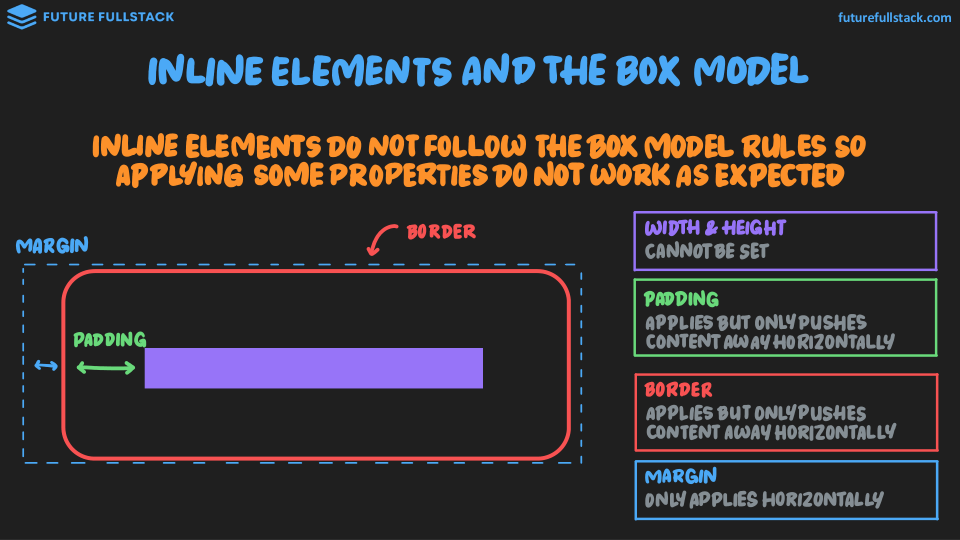 FUTURE FULLSTACK
futurefullstack.com
INLINE ELEMENTS AND THE BOX MODEL
INLINE ELEMENTS DO NOT FOLLOW THE BOX MODEL RULES SO
APPLYING SOME PROPERTIES DO NOT WORK AS EXPECTED
MARGIN
BORDER
PADDING
WIDTH & HEIGHT
CANNOT BE SET
PADDING
APPLIES BUT ONLY PUSHES
CONTENT AWAY HORIZONTALLY
BORDER
APPLIES BUT ONLY PUSHES
CONTENT AWAY HORIZONTALLY
MARGIN
ONLY APPLIES HORIZONTALLY